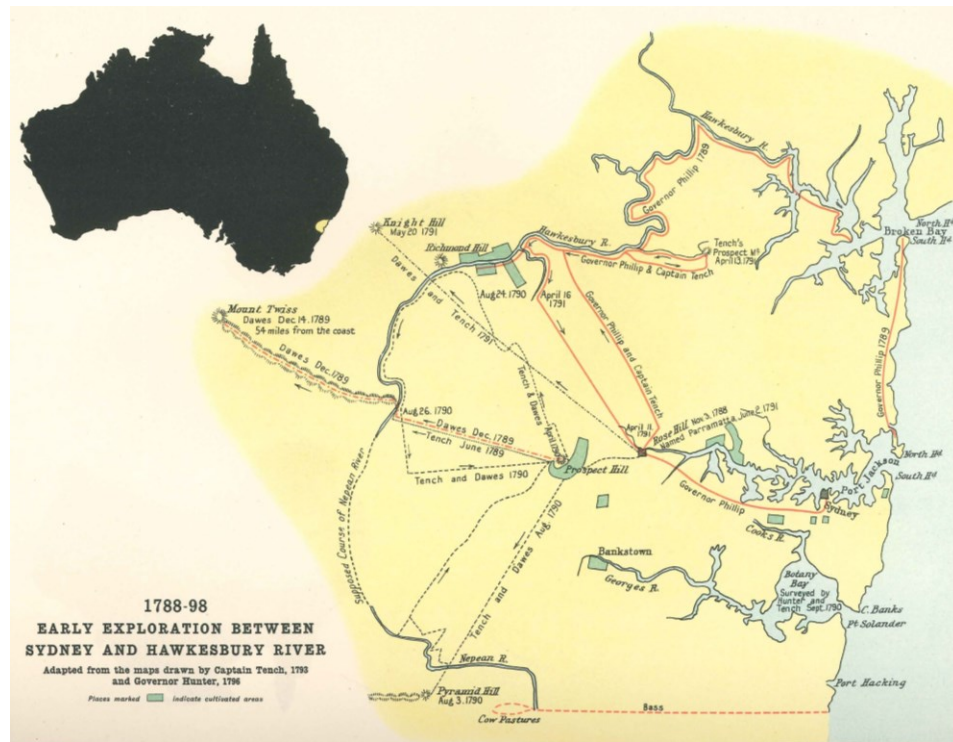 Hawkesbury R.
Governor Phillip 1789
Knight Hill
May 20 1791
Richmond Hill
Hawkesbury R.
Tench's
Prospect Mt
April 13 1791
North Hd
Broken Bay
South Hd
Governor Phillip & Captain Tench
Dawes and Tench 1791
Aug 24. 1790
April 16
1791
Governor Phillip and Captain Tench
Governor Phillip 1789
Mount Twiss
Dawes Dec. 14. 1789
54 miles from the coast
Dawes Dec. 1789
Tench & Dawes
Aug 26. 1790
Dawes Dec. 1789
Tench June 1789
April 11.
1791
Rose Hill Nov. 3. 1788
Named Parramatta June 2. 1791
Prospect Hill
Tench and Dawes 1790
North Hd.
Port Jackson
South Hd
Sydney
Governor Phillip
Cooks R.
Supposed Course of Nepean River
Tench and Dawes Aug. 1790
Bankstown
Georges R.
Botany
Bay
Surveyed by
Hunter and
Tench Sept. 1790
C. Banks
Pt Solander
1788-98
EARLY EXPLORATION BETWEEN
SYDNEY AND HAWKESBURY RIVER
Adapted from the maps drawn by Captain Tench, 1793
and Governor Hunter, 1796
Places marked indicate cultivated areas
Nepean R.
Pyramid Hill
Aug 3. 1790
Port Hacking
Cow Pastures
Bass